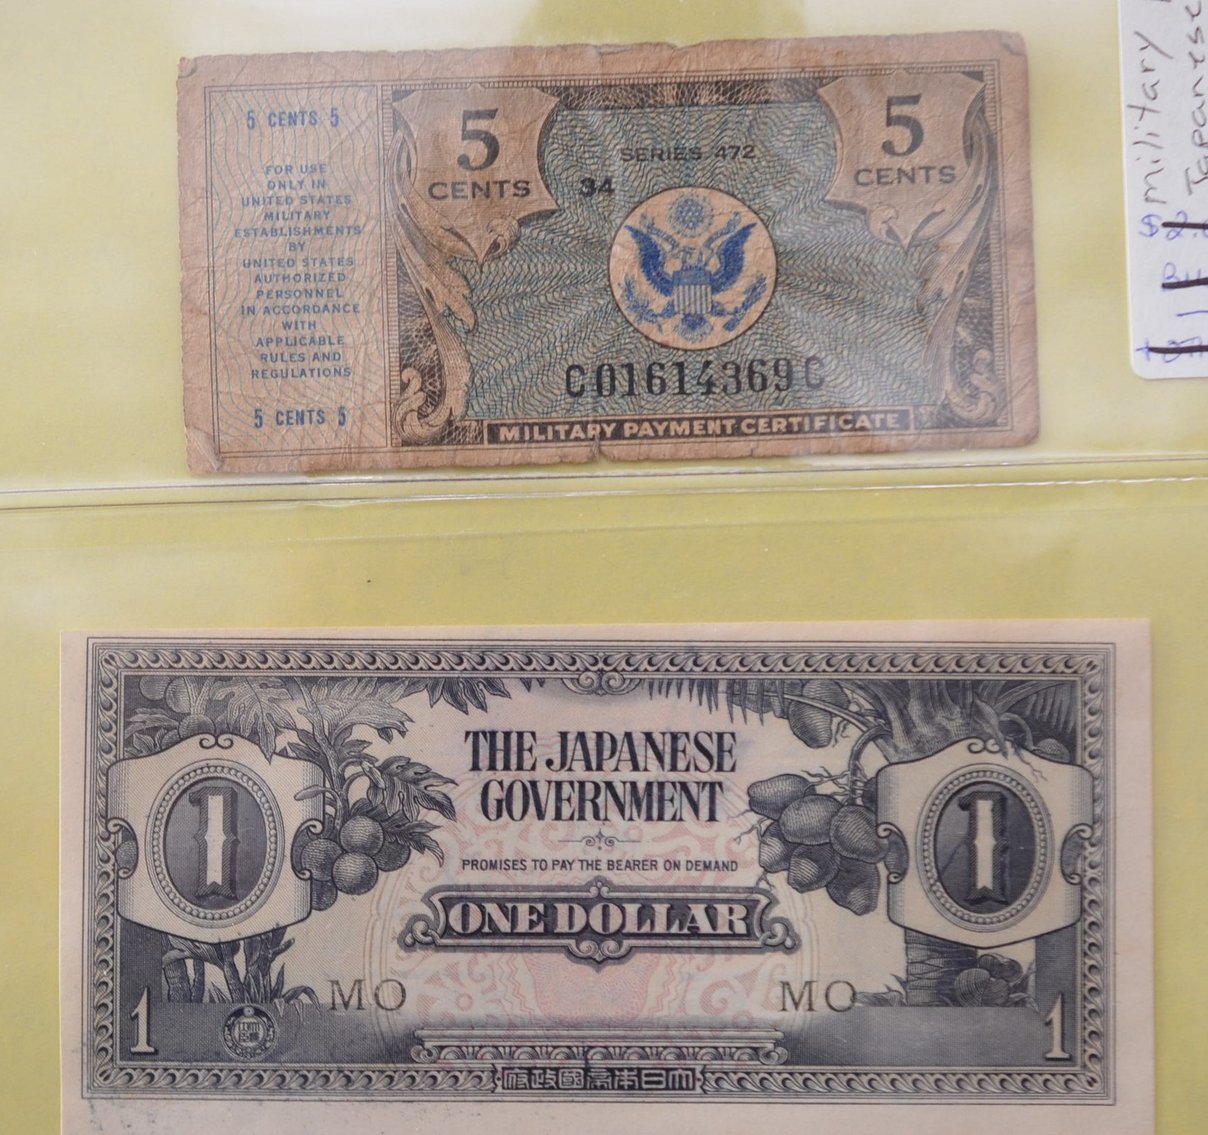 5 CENTS 5
FOR USE
ONLY IN
UNITED STATES
MILITARY
ESTABLISHMENTS
BY
UNITED STATES
AUTHORIZED
PERSONNEL
IN ACCORDANCE
WITH
APPLICABLE
RULES AND
REGULATIONS
5 CENTS 5
5
CENTS
SERIES 472
34
5
CENTS
C01614369C
MILITARY PAYMENT CERTIFICATE
Military
Japanese
THE JAPANESE
GOVERNMENT
PROMISES TO PAY THE BEARER ON DEMAND
ONE DOLLAR
1
1
MO
MO
1
1
府政國帝本日大